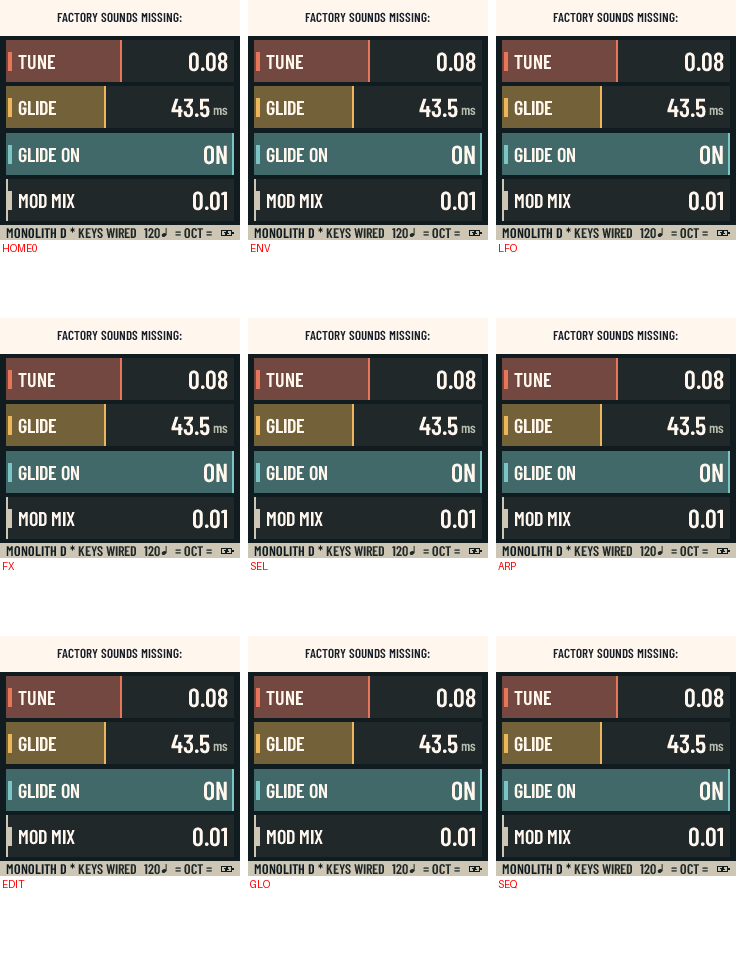 FACTORY SOUNDS MISSING:
TUNE 0.08
GLIDE 43.5 ms
GLIDE ON ON
MOD MIX 0.01
MONOLITH D * KEYS WIRED 120♩ = OCT =
HOME0
FACTORY SOUNDS MISSING:
TUNE 0.08
GLIDE 43.5 ms
GLIDE ON ON
MOD MIX 0.01
MONOLITH D * KEYS WIRED 120♩ = OCT =
ENV
FACTORY SOUNDS MISSING:
TUNE 0.08
GLIDE 43.5 ms
GLIDE ON ON
MOD MIX 0.01
MONOLITH D * KEYS WIRED 120♩ = OCT =
LFO
FACTORY SOUNDS MISSING:
TUNE 0.08
GLIDE 43.5 ms
GLIDE ON ON
MOD MIX 0.01
MONOLITH D * KEYS WIRED 120♩ = OCT =
FX
FACTORY SOUNDS MISSING:
TUNE 0.08
GLIDE 43.5 ms
GLIDE ON ON
MOD MIX 0.01
MONOLITH D * KEYS WIRED 120♩ = OCT =
SEL
FACTORY SOUNDS MISSING:
TUNE 0.08
GLIDE 43.5 ms
GLIDE ON ON
MOD MIX 0.01
MONOLITH D * KEYS WIRED 120♩ = OCT =
ARP
FACTORY SOUNDS MISSING:
TUNE 0.08
GLIDE 43.5 ms
GLIDE ON ON
MOD MIX 0.01
MONOLITH D * KEYS WIRED 120♩ = OCT =
EDIT
FACTORY SOUNDS MISSING:
TUNE 0.08
GLIDE 43.5 ms
GLIDE ON ON
MOD MIX 0.01
MONOLITH D * KEYS WIRED 120♩ = OCT =
GLO
FACTORY SOUNDS MISSING:
TUNE 0.08
GLIDE 43.5 ms
GLIDE ON ON
MOD MIX 0.01
MONOLITH D * KEYS WIRED 120♩ = OCT =
SEQ